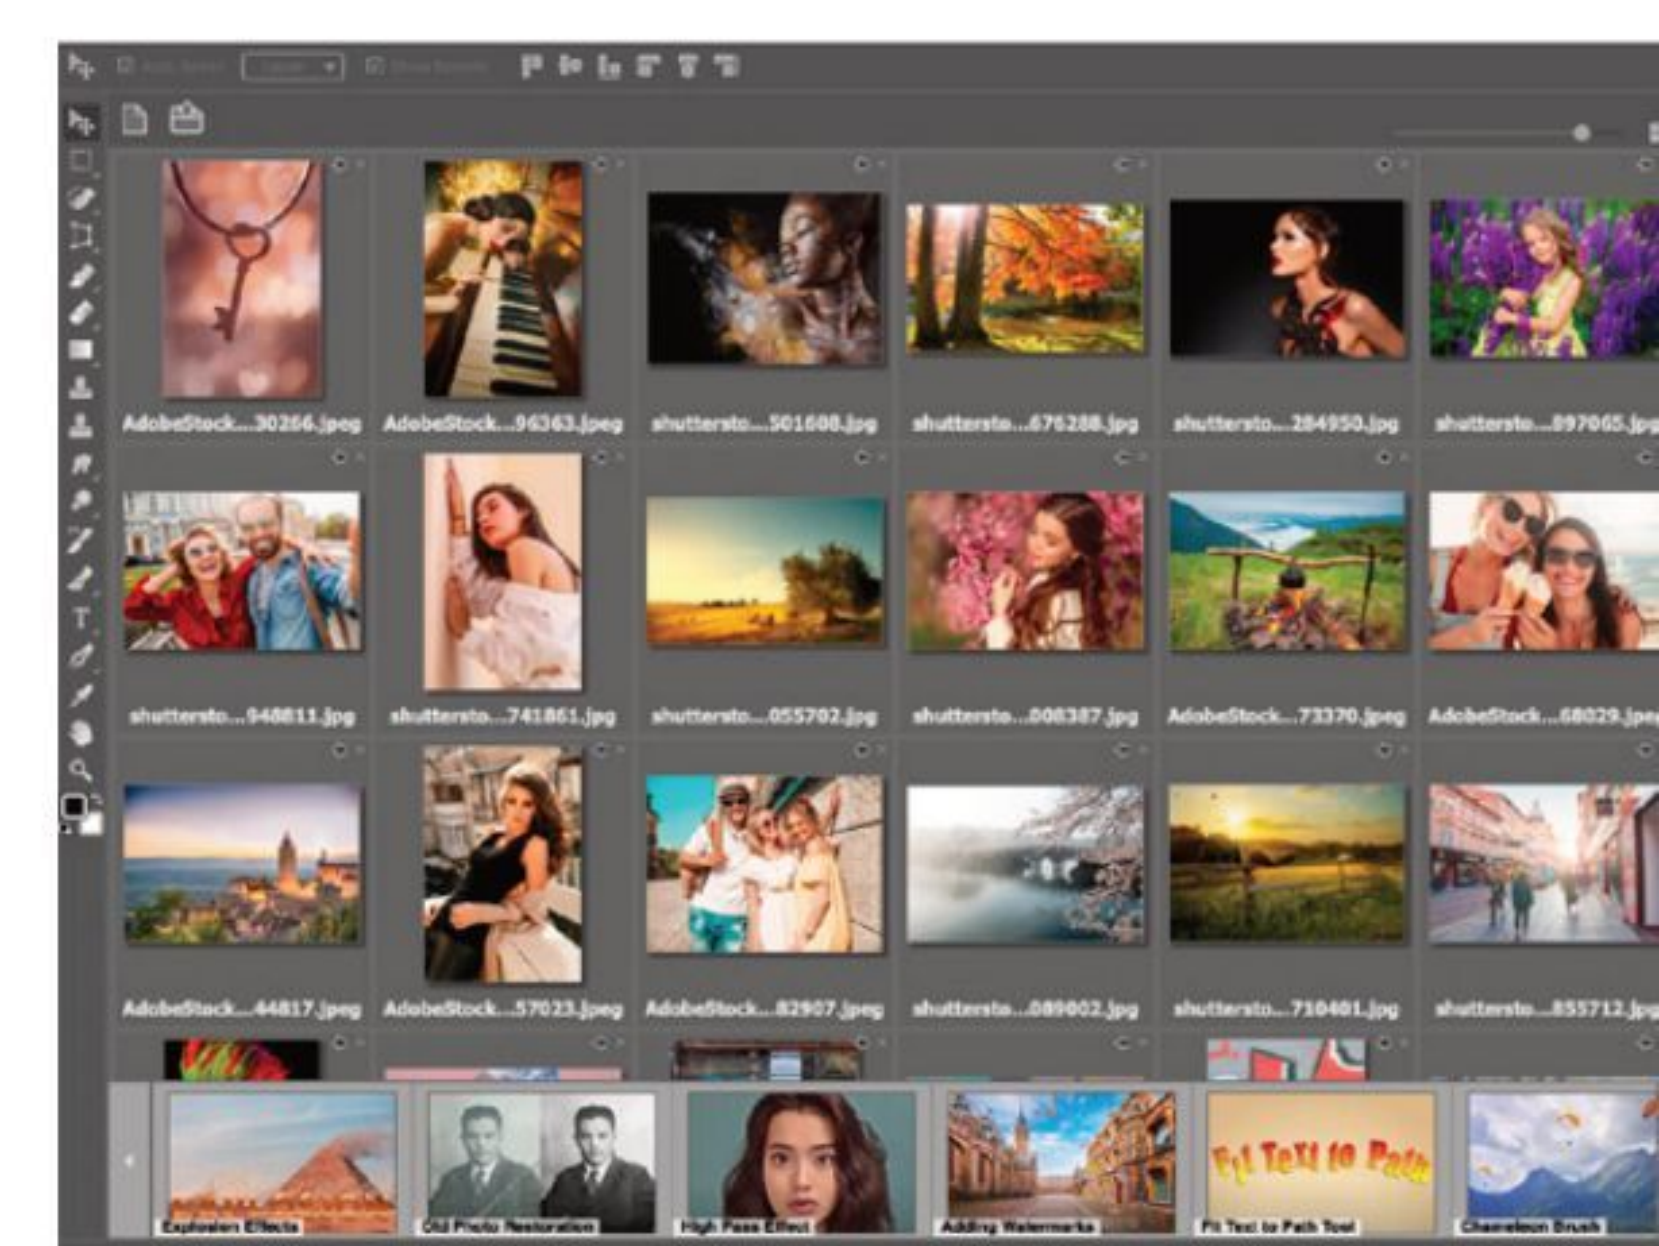 AdobeStock...30266.jpeg
AdobeStock...96363.jpeg
shuttersto...501608.jpg
shuttersto...676288.jpg
shuttersto...284950.jpg
shuttersto...897065.jpg
shuttersto...948811.jpg
shuttersto...741861.jpg
shuttersto...055702.jpg
shuttersto...008387.jpg
AdobeStock...73370.jpeg
AdobeStock...68029.jpeg
AdobeStock...44817.jpeg
AdobeStock...57023.jpeg
AdobeStock...82907.jpeg
shuttersto...089002.jpg
shuttersto...710401.jpg
shuttersto...855712.jpg
Fit Text to Path
Explosion Effects
Old Photo Restoration
High Pass Effect
Adding Watermarks
Fit Text to Path Tool
Chameleon Brush